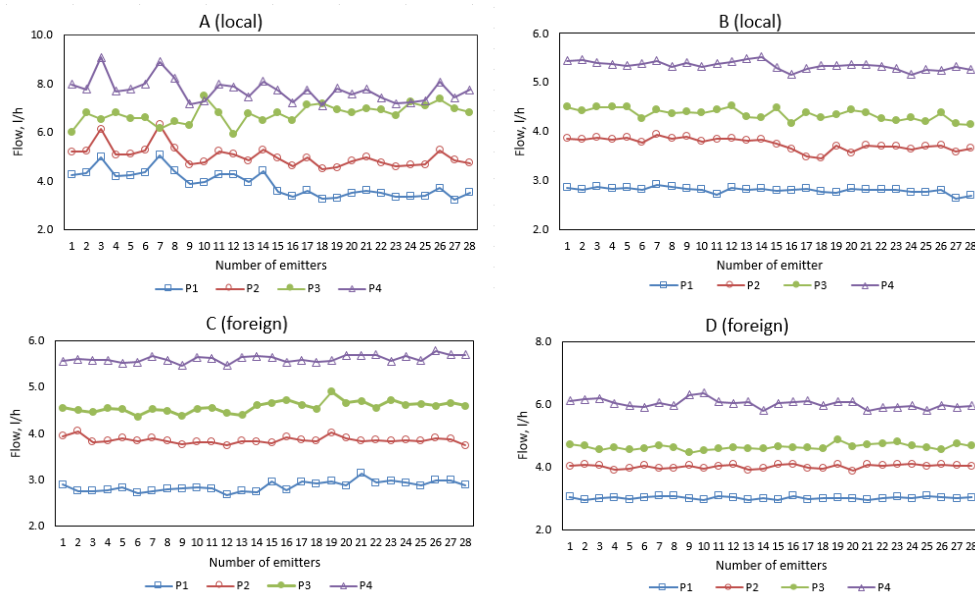 A (local)
10.0
8.0
6.0
4.0
2.0
Flow, l/h
1 2 3 4 5 6 7 8 9 10 11 12 13 14 15 16 17 18 19 20 21 22 23 24 25 26 27 28
Number of emitters
P1 P2 P3 P4
B (local)
6.0
5.0
4.0
3.0
2.0
Flow, l/h
1 2 3 4 5 6 7 8 9 10 11 12 13 14 15 16 17 18 19 20 21 22 23 24 25 26 27 28
Number of emitter
P1 P2 P3 P4
C (foreign)
6.0
5.0
4.0
3.0
2.0
Flow, l/h
1 2 3 4 5 6 7 8 9 10 11 12 13 14 15 16 17 18 19 20 21 22 23 24 25 26 27 28
Number of emitters
P1 P2 P3 P4
D (foreign)
8.0
6.0
4.0
2.0
Flow, l/h
1 2 3 4 5 6 7 8 9 10 11 12 13 14 15 16 17 18 19 20 21 22 23 24 25 26 27 28
Number of emitters
P1 P2 P3 P4